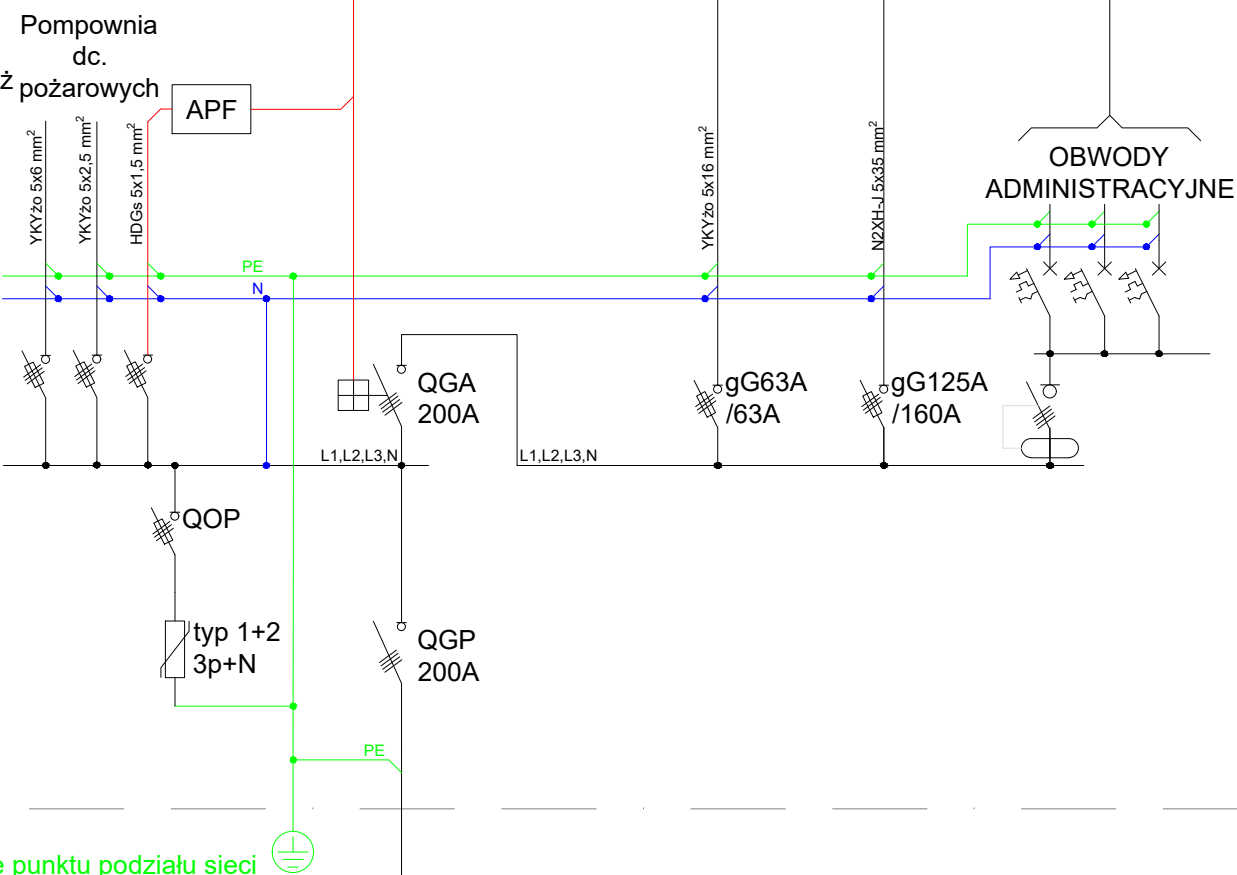 Pompownia
dc.
ż pożarowych
APF
YKYżo 5x6 mm²
YKYżo 5x2,5 mm²
HDGs 5x1,5 mm²
YKYżo 5x16 mm²
N2XH-J 5x35 mm²
OBWODY
ADMINISTRACYJNE
PE
N
QGA
200A
gG63A
/63A
gG125A
/160A
L1,L2,L3,N
L1,L2,L3,N
QOP
typ 1+2
3p+N
QGP
200A
PE
e punktu podziału sieci